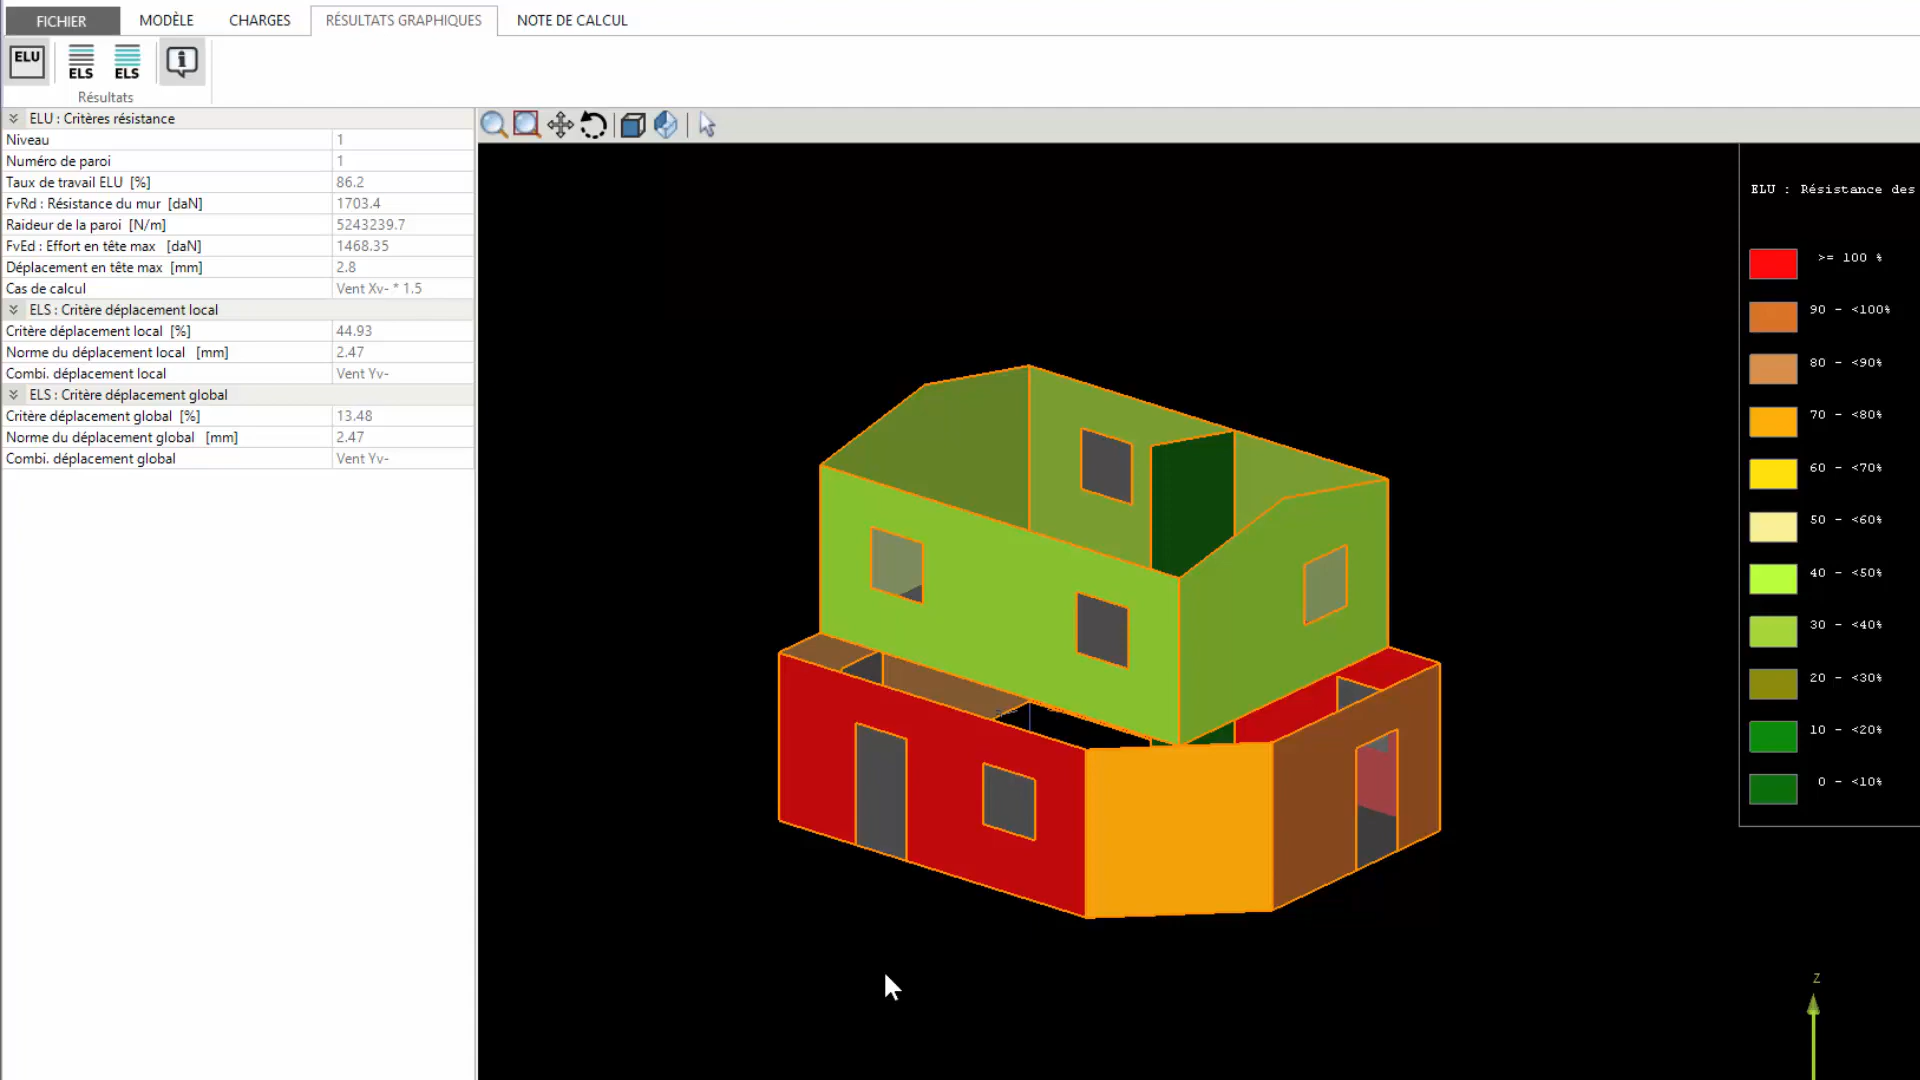 FICHIER MODÈLE CHARGES RÉSULTATS GRAPHIQUES NOTE DE CALCUL
ELU ELS ELS
Résultats
ELU : Critères résistance
Niveau 1
Numéro de paroi 1
Taux de travail ELU [%] 86.2
FvRd : Résistance du mur [daN] 1703.4
Raideur de la paroi [N/m] 5243239.7
FvEd : Effort en tête max [daN] 1468.35
Déplacement en tête max [mm] 2.8
Cas de calcul Vent Xv- * 1.5
ELS : Critère déplacement local
Critère déplacement local [%] 44.93
Norme du déplacement local [mm] 2.47
Combi. déplacement local Vent Yv-
ELS : Critère déplacement global
Critère déplacement global [%] 13.48
Norme du déplacement global [mm] 2.47
Combi. déplacement global Vent Yv-
ELU : Résistance des
>= 100 %
90 - <100%
80 - <90%
70 - <80%
60 - <70%
50 - <60%
40 - <50%
30 - <40%
20 - <30%
10 - <20%
0 - <10%
Z